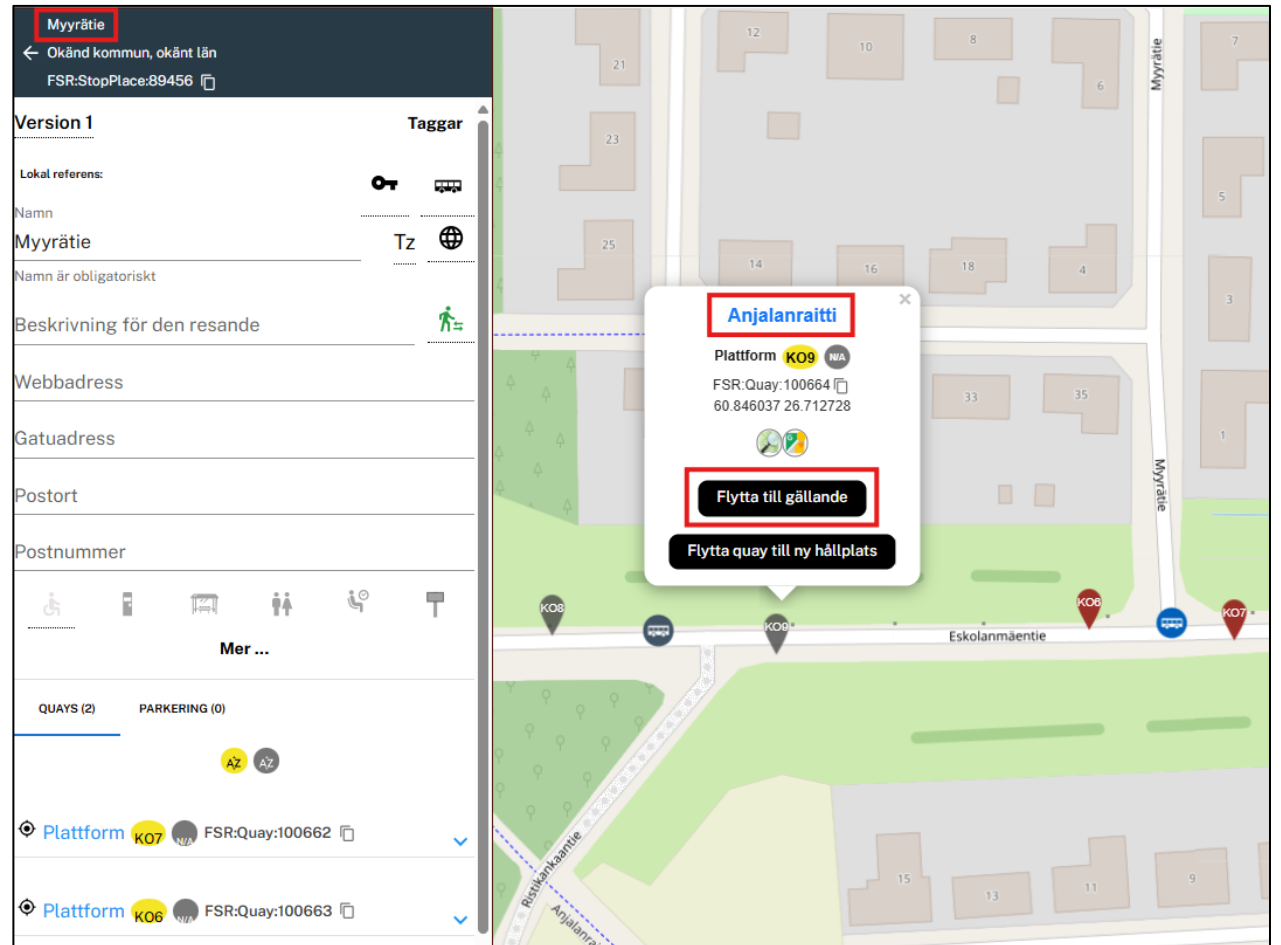 Myyrätie
Okänd kommun, okänt län
FSR:StopPlace:89456
Version 1
Taggar
Lokal referens:
Namn
Myyrätie
Tz
Namn är obligatoriskt
Beskrivning för den resande
Webbadress
Gatuadress
Postort
Postnummer
Mer ...
QUAYS (2)
PARKERING (0)
AZ
AZ
Plattform KO7 N/A FSR:Quay:100662
Plattform KO6 N/A FSR:Quay:100663
12
10
8
7
21
6
Myyrätie
23
5
25
14
16
18
4
3
Anjalanraitti
×
Plattform KO9 N/A
FSR:Quay:100664
60.846037 26.712728
Flytta till gällande
Flytta quay till ny hållplats
33
35
1
Myyrätie
KO8
KO9
KO6
KO7
Eskolanmäentie
Ristikankaantie
15
13
11
9